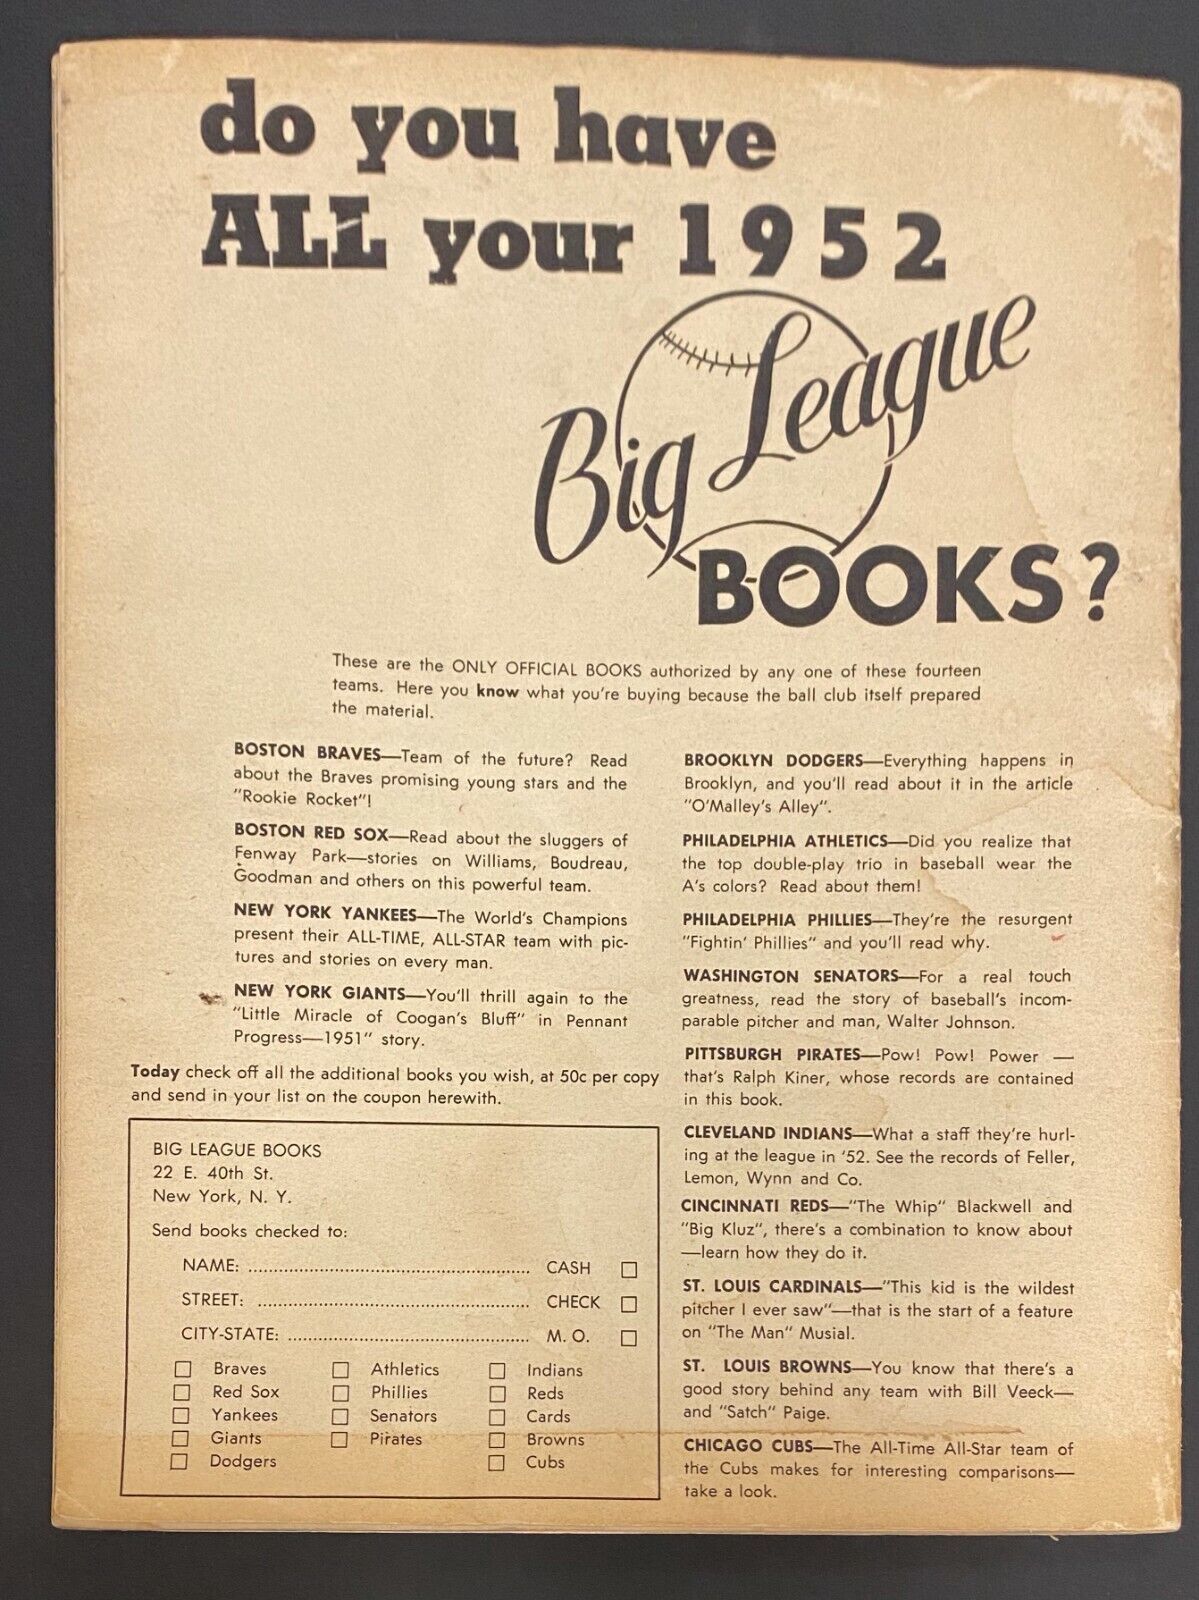 do you have
ALL your 1952
Big League
BOOKS?
These are the ONLY OFFICIAL BOOKS authorized by any one of these fourteen
teams. Here you know what you're buying because the ball club itself prepared
the material.
BOSTON BRAVES—Team of the future? Read
about the Braves promising young stars and the
"Rookie Rocket"!
BOSTON RED SOX—Read about the sluggers of
Fenway Park—stories on Williams, Boudreau,
Goodman and others on this powerful team.
NEW YORK YANKEES—The World's Champions
present their ALL-TIME, ALL-STAR team with pic-
tures and stories on every man.
NEW YORK GIANTS—You'll thrill again to the
"Little Miracle of Coogan's Bluff" in Pennant
Progress—1951" story.
Today check off all the additional books you wish, at 50c per copy
and send in your list on the coupon herewith.
BIG LEAGUE BOOKS
22 E. 40th St.
New York, N. Y.
Send books checked to:
NAME: ................................................ CASH
STREET: ................................................ CHECK
CITY-STATE: .......................................... M. O.
Braves Athletics Indians
Red Sox Phillies Reds
Yankees Senators Cards
Giants Pirates Browns
Dodgers Cubs
BROOKLYN DODGERS—Everything happens in
Brooklyn, and you'll read about it in the article
"O'Malley's Alley".
PHILADELPHIA ATHLETICS—Did you realize that
the top double-play trio in baseball wear the
A's colors? Read about them!
PHILADELPHIA PHILLIES—They're the resurgent
"Fightin' Phillies" and you'll read why.
WASHINGTON SENATORS—For a real touch
greatness, read the story of baseball's incom-
parable pitcher and man, Walter Johnson.
PITTSBURGH PIRATES—Pow! Pow! Power —
that's Ralph Kiner, whose records are contained
in this book.
CLEVELAND INDIANS—What a staff they're hurl-
ing at the league in '52. See the records of Feller,
Lemon, Wynn and Co.
CINCINNATI REDS—"The Whip" Blackwell and
"Big Kluz", there's a combination to know about
—learn how they do it.
ST. LOUIS CARDINALS—"This kid is the wildest
pitcher I ever saw"—that is the start of a feature
on "The Man" Musial.
ST. LOUIS BROWNS—You know that there's a
good story behind any team with Bill Veeck—
and "Satch" Paige.
CHICAGO CUBS—The All-Time All-Star team of
the Cubs makes for interesting comparisons—
take a look.